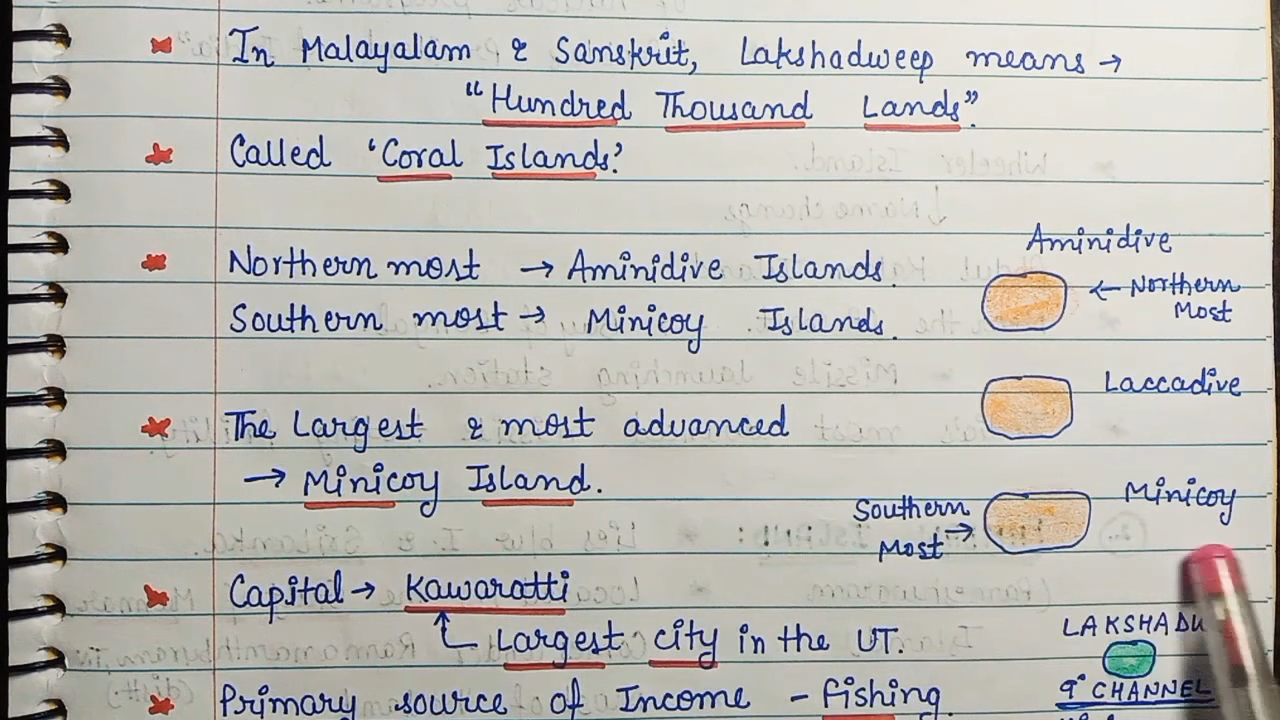 In Malayalam & Sanskrit, Lakshadweep means →
"Hundred Thousand Lands".
Called 'Coral Islands'.
Northern most → Aminidive Islands.
Southern most → Minicoy Islands.
Aminidive
← Northern
Most
Laccadive
The Largest & most advanced
→ Minicoy Island.
Minicoy
Southern
Most →
Capital → Kawaratti
Largest city in the UT.
LAKSHADW
Primary source of Income - fishing.
9° CHANNEL